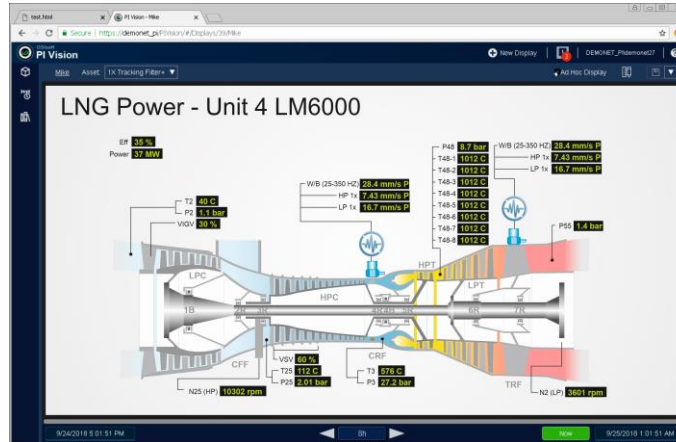 test.html
PI Vision - Mike
Secure | https://demonet_pi/PIVision/#/Displays/39/Mike
OSIsoft
PI Vision
New Display
DEMONET_PI\demonet07
Mike Asset: 1X Tracking Filter+
Ad Hoc Display
LNG Power - Unit 4 LM6000
Eff 35 %
Power 37 MW
T2 40 C
P2 1.1 bar
VIGV 30 %
W/B (25-350 HZ) 28.4 mm/s P
HP 1x 7.43 mm/s P
LP 1x 16.7 mm/s P
P48 8.7 bar
T48-1 1012 C
T48-2 1012 C
T48-3 1012 C
T48-4 1012 C
T48-5 1012 C
T48-6 1012 C
T48-7 1012 C
T48-8 1012 C
W/B (25-350 HZ) 28.4 mm/s P
HP 1x 7.43 mm/s P
LP 1x 16.7 mm/s P
P55 1.4 bar
LPC
HPC
HPT
LPT
1B 2R 3R 4R 4B 5R 6R 7R
CFF
CRF
TRF
VSV 60 %
T25 112 C
P25 2.01 bar
T3 576 C
P3 27.2 bar
N25 (HP) 10302 rpm
N2 (LP) 3601 rpm
9/24/2018 5:01:51 PM
8h
Now
9/25/2018 1:01:51 AM